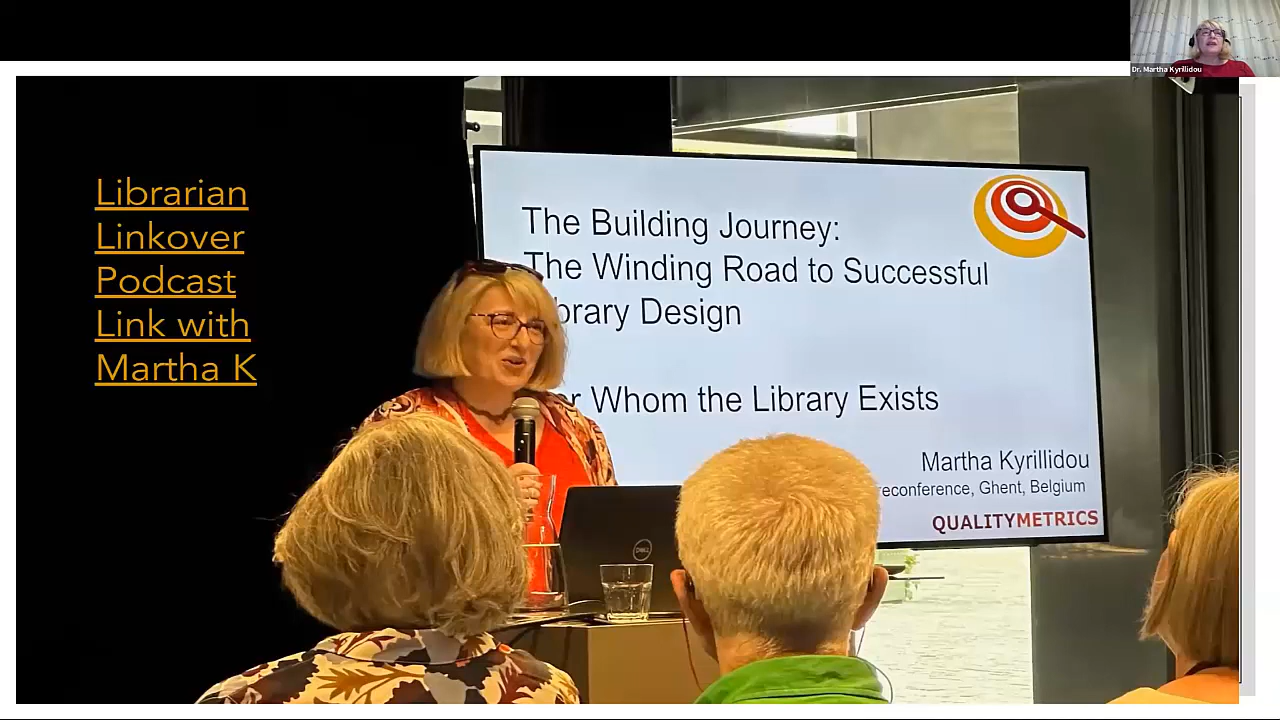 Dr. Martha Kyrillidou
Librarian
Linkover
Podcast
Link with
Martha K
The Building Journey:
The Winding Road to Successful
brary Design
Whom the Library Exists
Martha Kyrillidou
reconference, Ghent, Belgium
QUALITYMETRICS
DELL